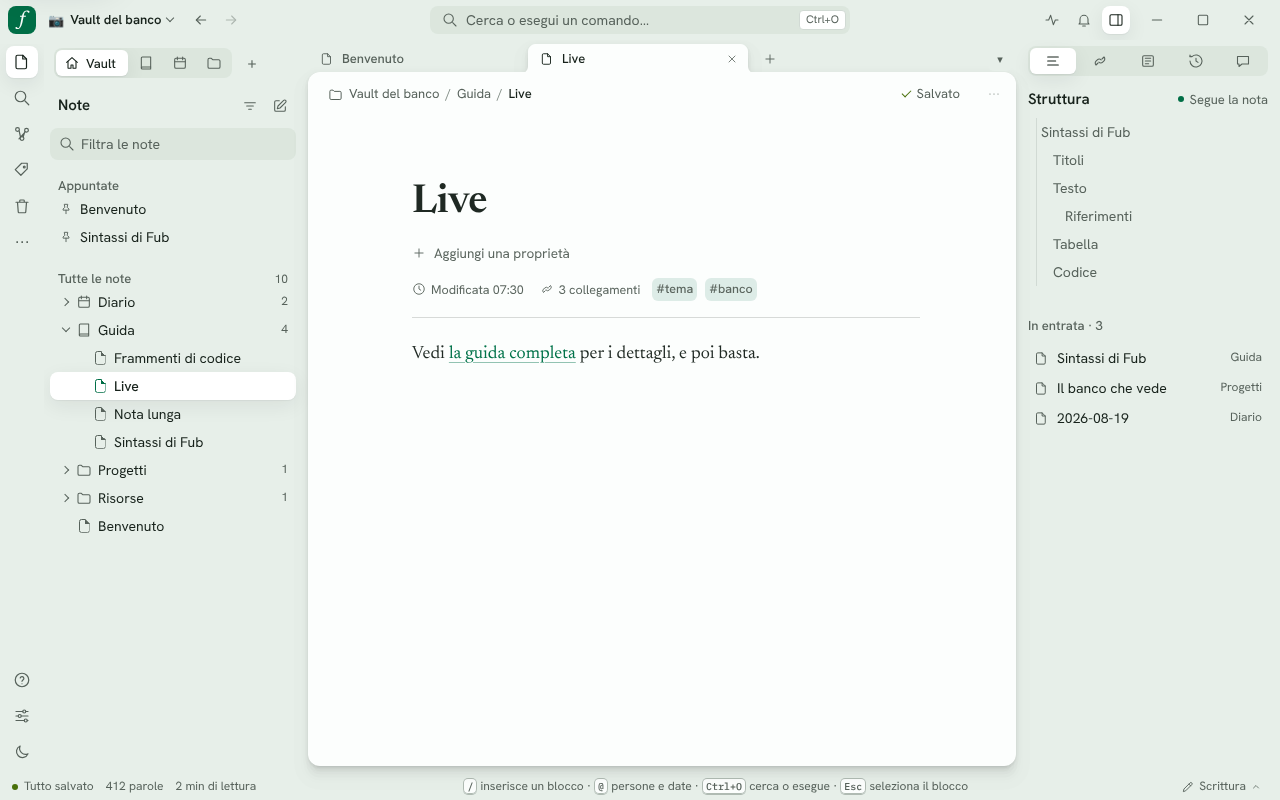 f
Vault del banco
Cerca o esegui un comando…
Ctrl+O
Vault
Benvenuto
Live
Note
Filtra le note
Appuntate
Benvenuto
Sintassi di Fub
Tutte le note 10
Diario 2
Guida 4
Frammenti di codice
Live
Nota lunga
Sintassi di Fub
Progetti 1
Risorse 1
Benvenuto
Vault del banco / Guida / Live
Salvato
Live
Aggiungi una proprietà
Modificata 07:30 3 collegamenti #tema #banco
Vedi la guida completa per i dettagli, e poi basta.
Struttura
Segue la nota
Sintassi di Fub
Titoli
Testo
Riferimenti
Tabella
Codice
In entrata · 3
Sintassi di Fub Guida
Il banco che vede Progetti
2026-08-19 Diario
Tutto salvato 412 parole 2 min di lettura
/ inserisce un blocco · @ persone e date · Ctrl+O cerca o esegue · Esc seleziona il blocco
Scrittura